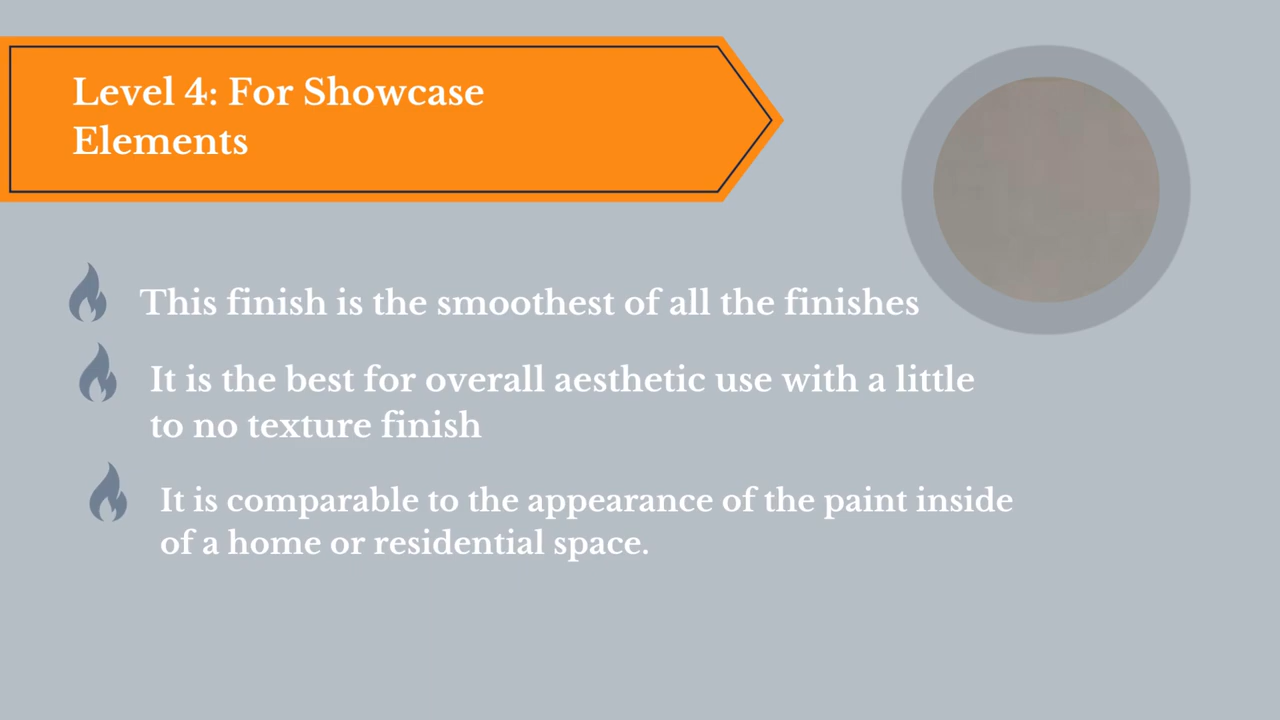 Level 4: For Showcase
Elements
This finish is the smoothest of all the finishes
It is the best for overall aesthetic use with a little
to no texture finish
It is comparable to the appearance of the paint inside
of a home or residential space.